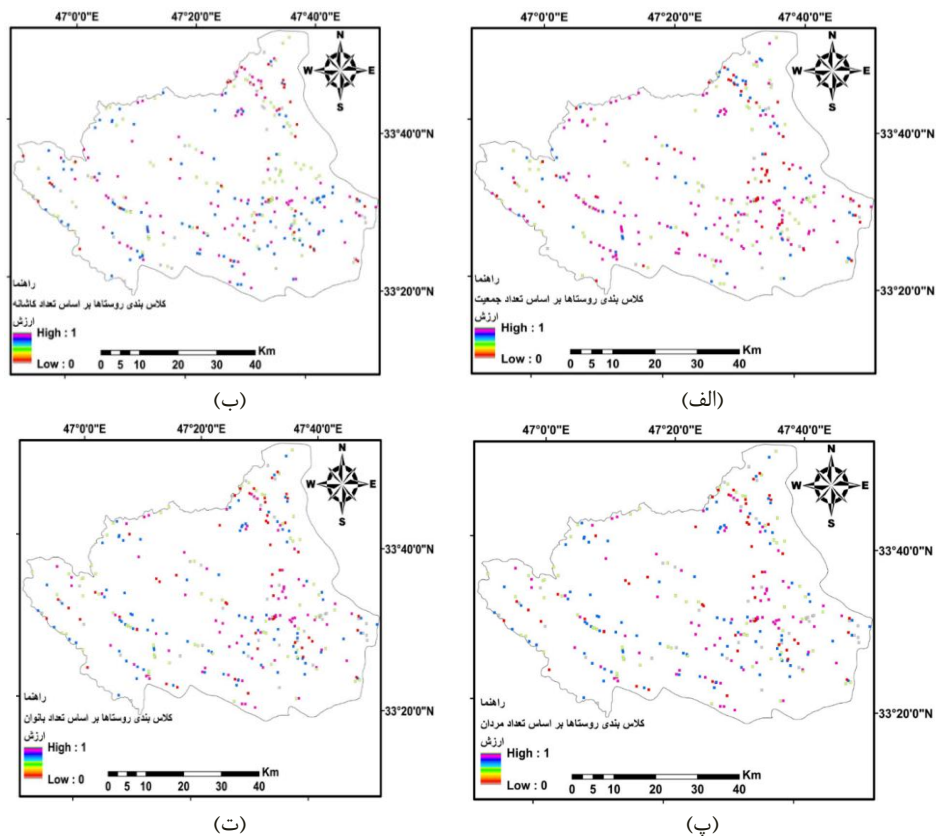 47°0'0"E 47°20'0"E 47°40'0"E
N
W E
S
33°40'0"N
33°20'0"N
راهنما
کلاس بندی روستاها بر اساس تعداد جمعیت
ارزش
High : 1
Low : 0
Km
0 5 10 20 30 40
(الف)
47°0'0"E 47°20'0"E 47°40'0"E
N
W E
S
33°40'0"N
33°20'0"N
راهنما
کلاس بندی روستاها بر اساس تعداد کاشانه
ارزش
High : 1
Low : 0
Km
0 5 10 20 30 40
(ب)
47°0'0"E 47°20'0"E 47°40'0"E
N
W E
S
33°40'0"N
33°20'0"N
راهنما
کلاس بندی روستاها بر اساس تعداد مردان
ارزش
High : 1
Low : 0
Km
0 5 10 20 30 40
(پ)
47°0'0"E 47°20'0"E 47°40'0"E
N
W E
S
33°40'0"N
33°20'0"N
راهنما
کلاس بندی روستاها بر اساس تعداد بانوان
ارزش
High : 1
Low : 0
Km
0 5 10 20 30 40
(ت)